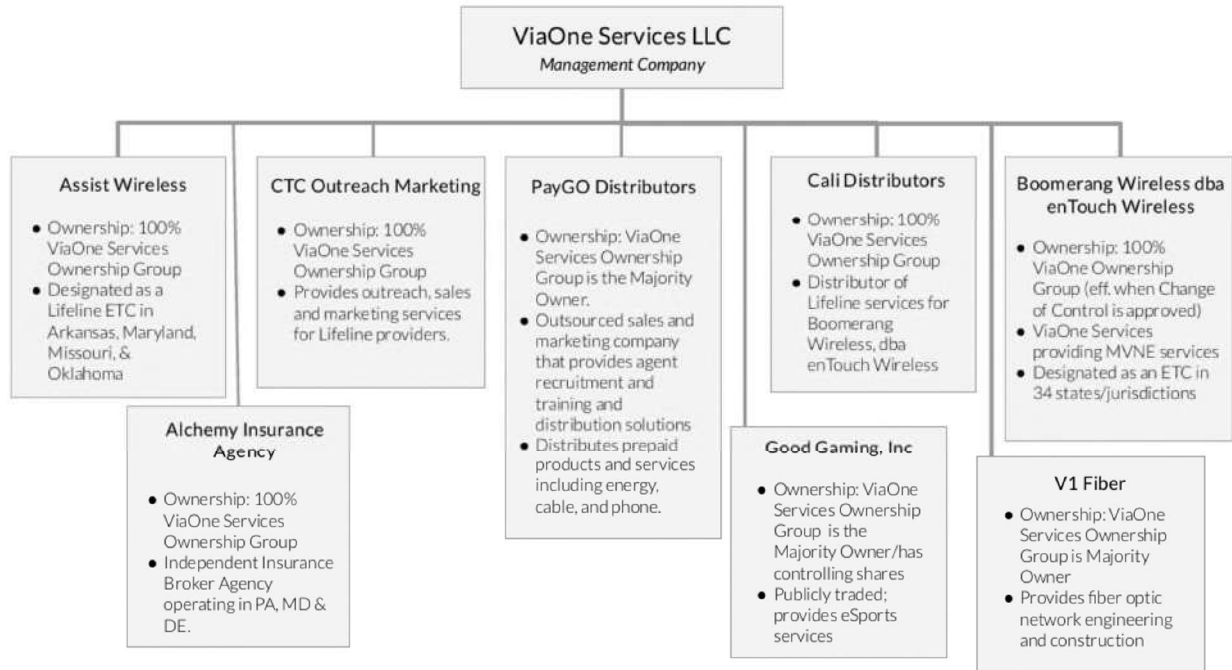 ViaOne Services LLC
Management Company
Assist Wireless
● Ownership: 100%
ViaOne Services
Ownership Group
● Designated as a
Lifeline ETC in
Arkansas, Maryland,
Missouri, &
Oklahoma
CTC Outreach Marketing
● Ownership: 100%
ViaOne Services
Ownership Group
● Provides outreach, sales
and marketing services
for Lifeline providers.
PayGO Distributors
● Ownership: ViaOne
Services Ownership
Group is the Majority
Owner.
● Outsourced sales and
marketing company
that provides agent
recruitment and
training and
distribution solutions
● Distributes prepaid
products and services
including energy,
cable, and phone.
Cali Distributors
● Ownership: 100%
ViaOne Services
Ownership Group
● Distributor of
Lifeline services for
Boomerang
Wireless, dba
enTouch Wireless
Boomerang Wireless dba
enTouch Wireless
● Ownership: 100%
ViaOne Ownership
Group (eff. when Change
of Control is approved)
● ViaOne Services
providing MVNE services
● Designated as an ETC in
34 states/jurisdictions
Alchemy Insurance
Agency
● Ownership: 100%
ViaOne Services
Ownership Group
● Independent Insurance
Broker Agency
operating in PA, MD &
DE.
Good Gaming, Inc
● Ownership: ViaOne
Services Ownership
Group is the
Majority Owner/has
controlling shares
● Publicly traded;
provides eSports
services
V1 Fiber
● Ownership: ViaOne
Services Ownership
Group is Majority
Owner
● Provides fiber optic
network engineering
and construction